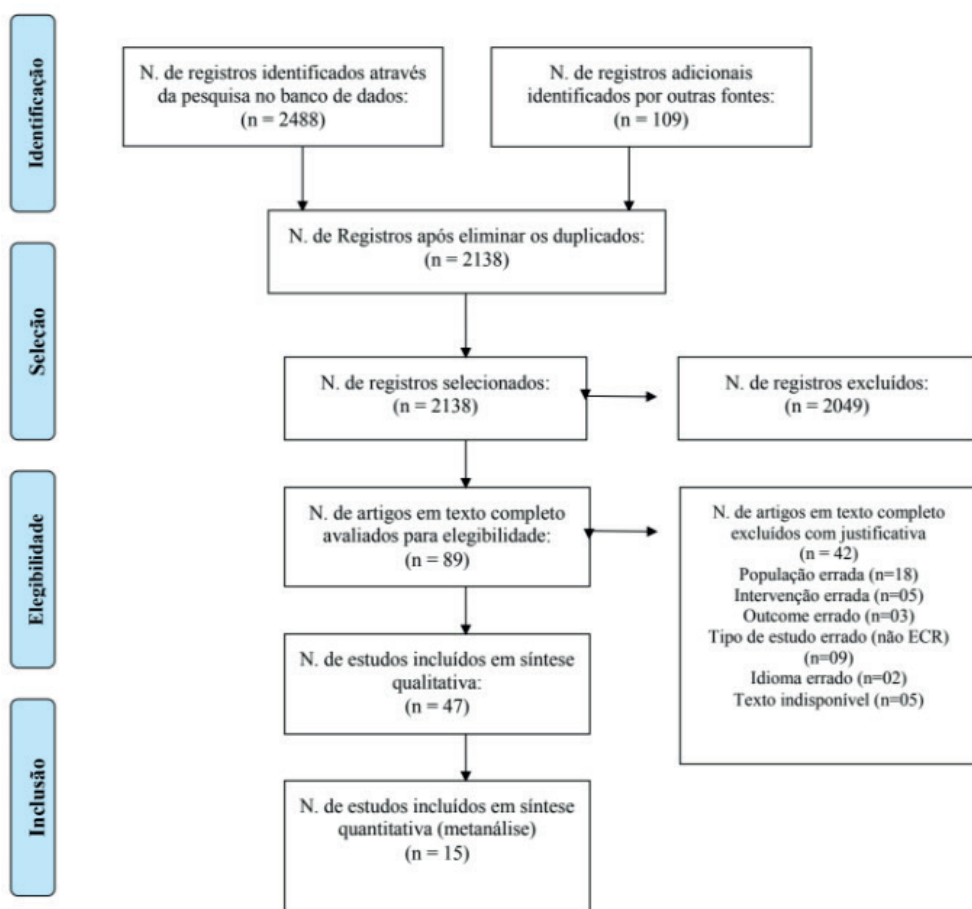 Identificação
N. de registros identificados através
da pesquisa no banco de dados:
(n = 2488)
N. de registros adicionais
identificados por outras fontes:
(n = 109)
N. de Registros após eliminar os duplicados:
(n = 2138)
Seleção
N. de registros selecionados:
(n = 2138)
N. de registros excluídos:
(n = 2049)
Elegibilidade
N. de artigos em texto completo
avaliados para elegibilidade:
(n = 89)
N. de artigos em texto completo
excluídos com justificativa
(n = 42)
População errada (n=18)
Intervenção errada (n=05)
Outcome errado (n=03)
Tipo de estudo errado (não ECR)
(n=09)
Idioma errado (n=02)
Texto indisponível (n=05)
N. de estudos incluídos em síntese
qualitativa:
(n = 47)
Inclusão
N. de estudos incluídos em síntese
quantitativa (metanálise)
(n = 15)